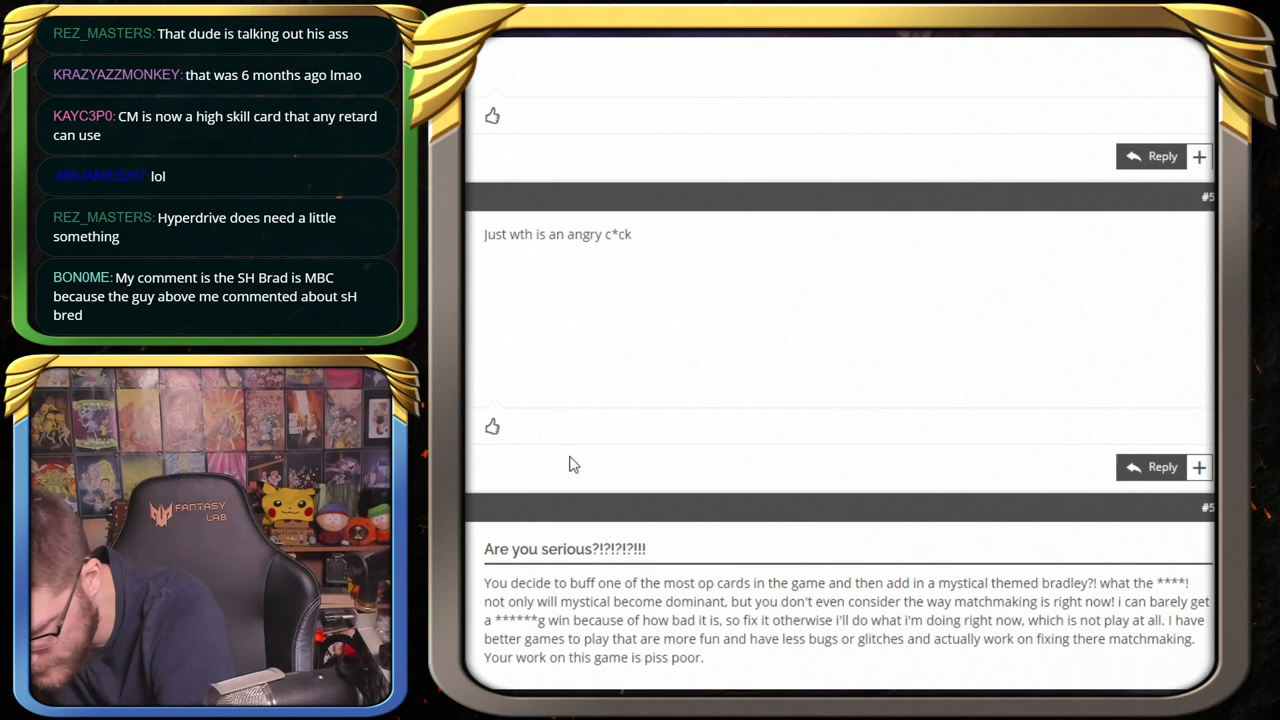 REZ_MASTERS: That dude is talking out his ass
KRAZYAZZMONKEY: that was 6 months ago lmao
KAYC3P0: CM is now a high skill card that any retard
can use
lol
REZ_MASTERS: Hyperdrive does need a little
something
BON0ME: My comment is the SH Brad is MBC
because the guy above me commented about sH
bred
FANTASY
LAB
Reply +
#5
Just wth is an angry c*ck
Reply +
#5
Are you serious?!?!?!?!!!
You decide to buff one of the most op cards in the game and then add in a mystical themed bradley?! what the ****!
not only will mystical become dominant, but you don't even consider the way matchmaking is right now! i can barely get
a ******g win because of how bad it is, so fix it otherwise i'll do what i'm doing right now, which is not play at all. I have
better games to play that are more fun and have less bugs or glitches and actually work on fixing there matchmaking.
Your work on this game is piss poor.